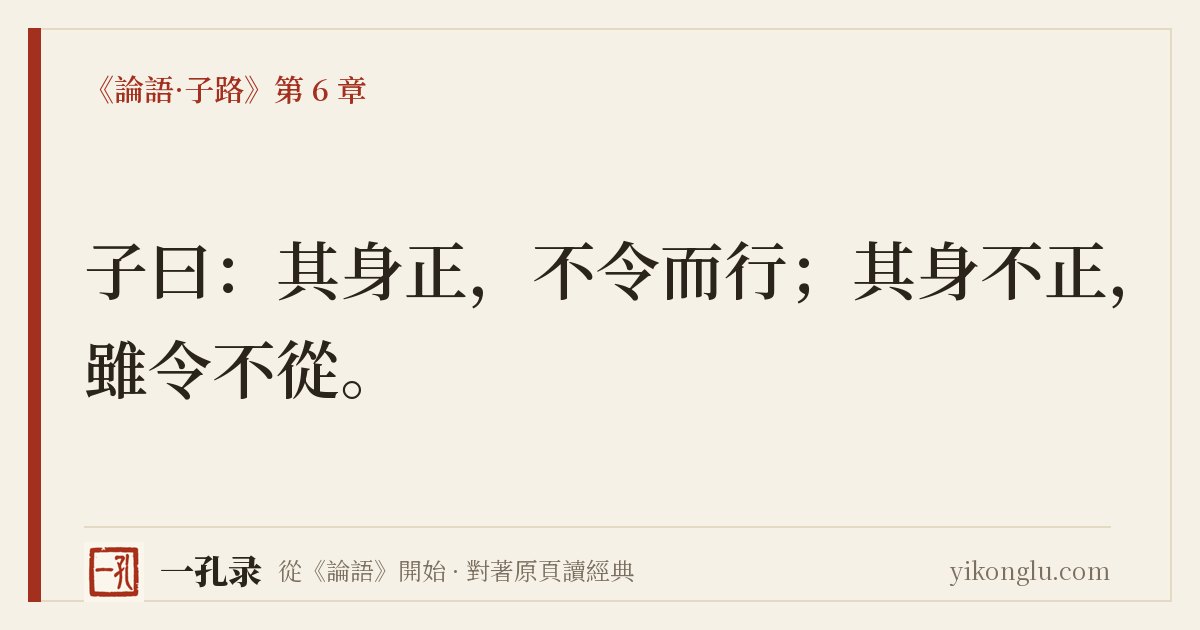 《論語·子路》第 6 章
子曰：其身正，不令而行；其身不正，
雖令不從。
一孔
一孔录
從《論語》開始 · 對著原頁讀經典
yikonglu.com